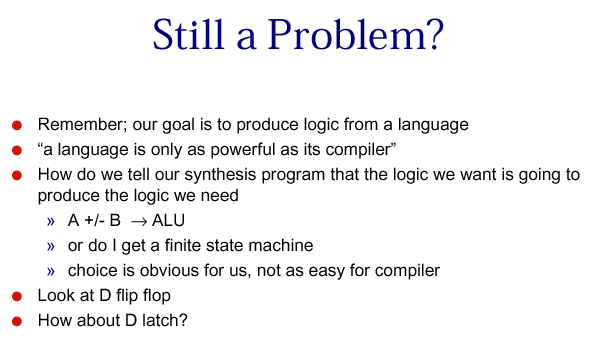 Still a Problem?
Remember; our goal is to produce logic from a language
“a language is only as powerful as its compiler”
How do we tell our synthesis program that the logic we want is going to
produce the logic we need
» A +/- B → ALU
» or do I get a finite state machine
» choice is obvious for us, not as easy for compiler
Look at D flip flop
How about D latch?